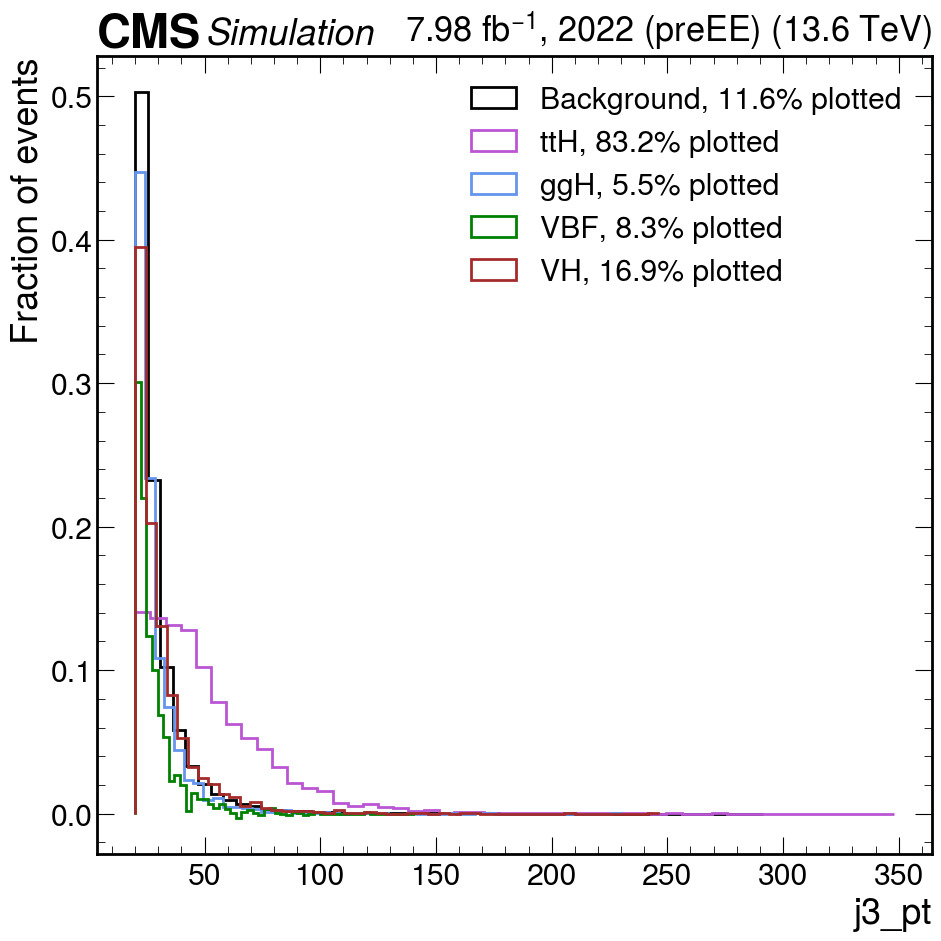 CMS Simulation 7.98 fb⁻¹, 2022 (preEE) (13.6 TeV)
Fraction of events
0.5
0.4
0.3
0.2
0.1
0.0
Background, 11.6% plotted
ttH, 83.2% plotted
ggH, 5.5% plotted
VBF, 8.3% plotted
VH, 16.9% plotted
50 100 150 200 250 300 350
j3_pt